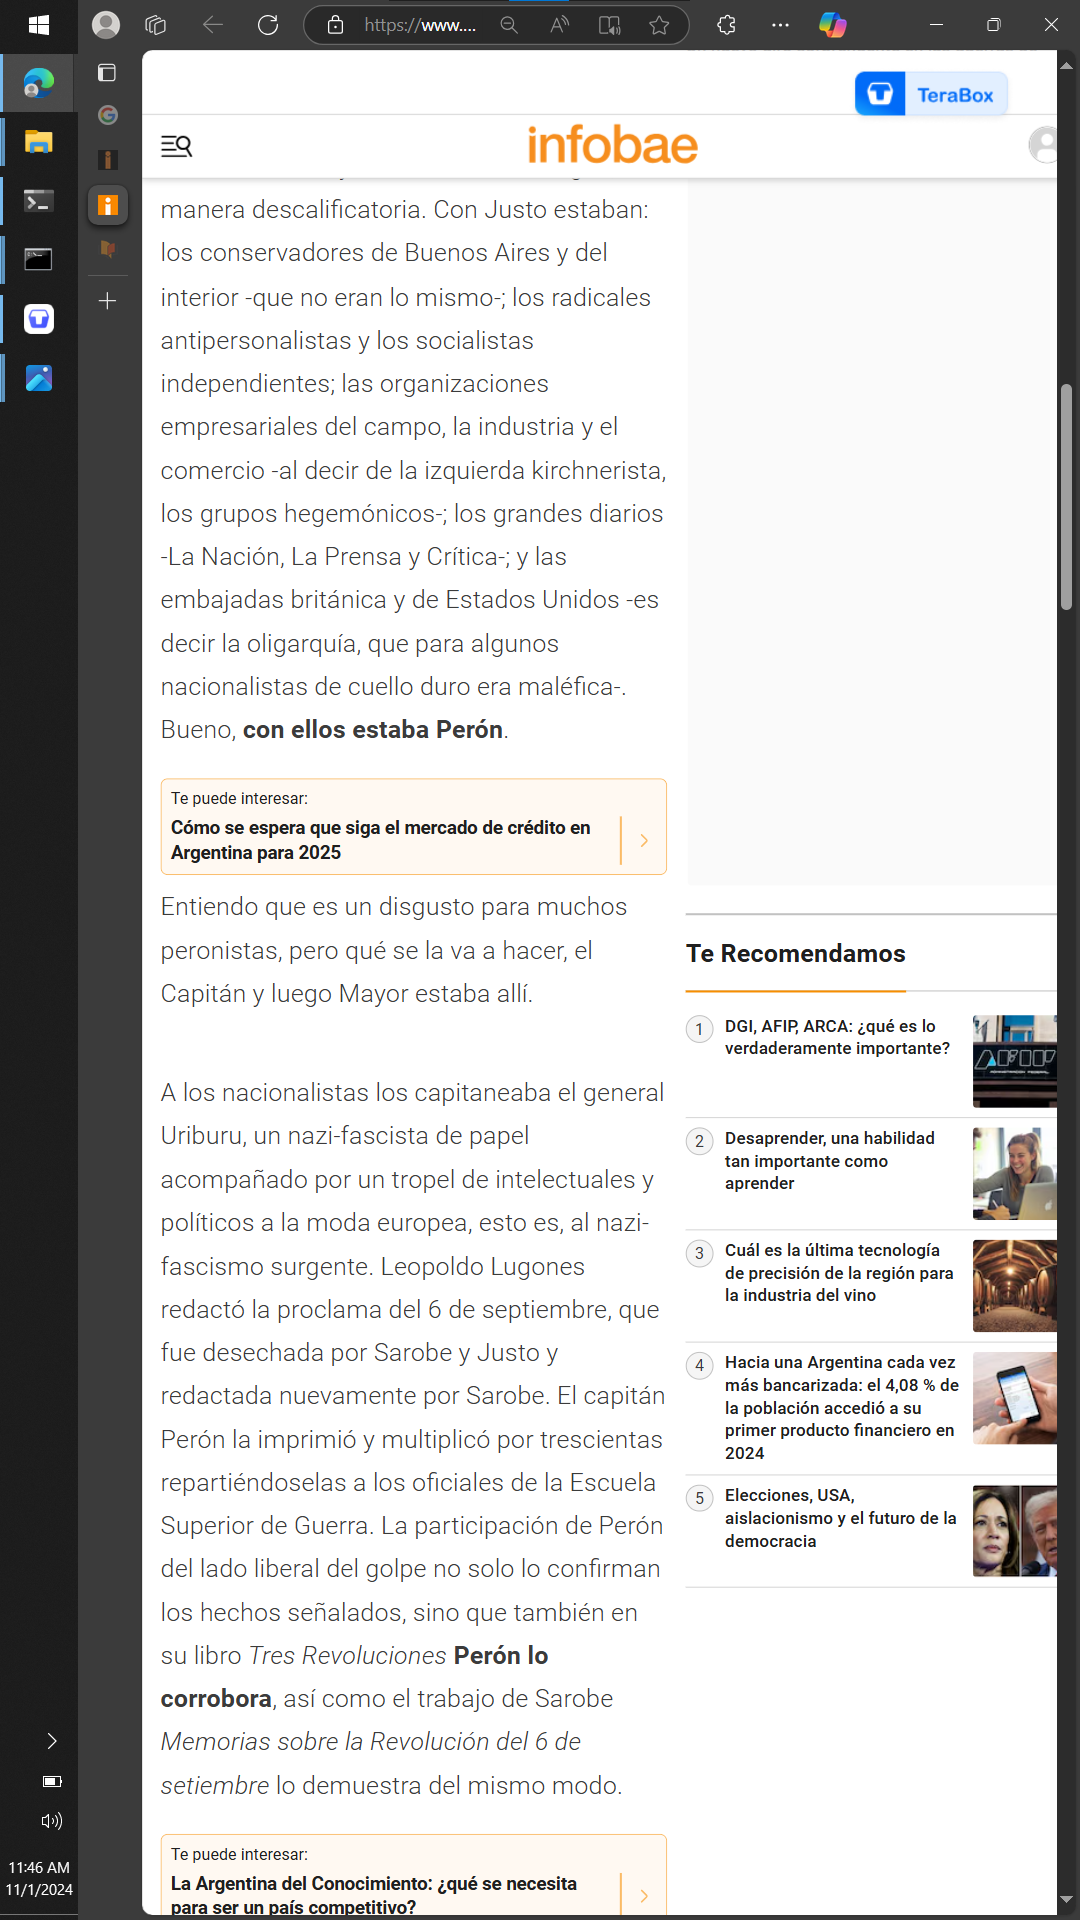 https://www....
TeraBox
infobae
manera descalificatoria. Con Justo estaban:
los conservadores de Buenos Aires y del
interior -que no eran lo mismo-; los radicales
antipersonalistas y los socialistas
independientes; las organizaciones
empresariales del campo, la industria y el
comercio -al decir de la izquierda kirchnerista,
los grupos hegemónicos-; los grandes diarios
-La Nación, La Prensa y Crítica-; y las
embajadas británica y de Estados Unidos -es
decir la oligarquía, que para algunos
nacionalistas de cuello duro era maléfica-.
Bueno, con ellos estaba Perón.
Te puede interesar:
Cómo se espera que siga el mercado de crédito en
Argentina para 2025
Entiendo que es un disgusto para muchos
peronistas, pero qué se la va a hacer, el
Capitán y luego Mayor estaba allí.
A los nacionalistas los capitaneaba el general
Uriburu, un nazi-fascista de papel
acompañado por un tropel de intelectuales y
políticos a la moda europea, esto es, al nazi-
fascismo surgente. Leopoldo Lugones
redactó la proclama del 6 de septiembre, que
fue desechada por Sarobe y Justo y
redactada nuevamente por Sarobe. El capitán
Perón la imprimió y multiplicó por trescientas
repartiéndoselas a los oficiales de la Escuela
Superior de Guerra. La participación de Perón
del lado liberal del golpe no solo lo confirman
los hechos señalados, sino que también en
su libro Tres Revoluciones Perón lo
corrobora, así como el trabajo de Sarobe
Memorias sobre la Revolución del 6 de
setiembre lo demuestra del mismo modo.
Te puede interesar:
La Argentina del Conocimiento: ¿qué se necesita
para ser un país competitivo?
Te Recomendamos
1
DGI, AFIP, ARCA: ¿qué es lo
verdaderamente importante?
AFIP
2
Desaprender, una habilidad
tan importante como
aprender
3
Cuál es la última tecnología
de precisión de la región para
la industria del vino
4
Hacia una Argentina cada vez
más bancarizada: el 4,08 % de
la población accedió a su
primer producto financiero en
2024
5
Elecciones, USA,
aislacionismo y el futuro de la
democracia
11:46 AM
11/1/2024